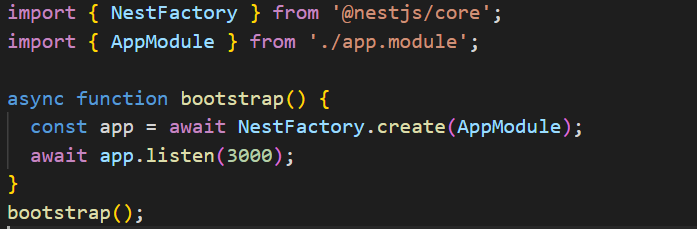 import { NestFactory } from '@nestjs/core';
import { AppModule } from './app.module';

async function bootstrap() {
  const app = await NestFactory.create(AppModule);
  await app.listen(3000);
}
bootstrap();